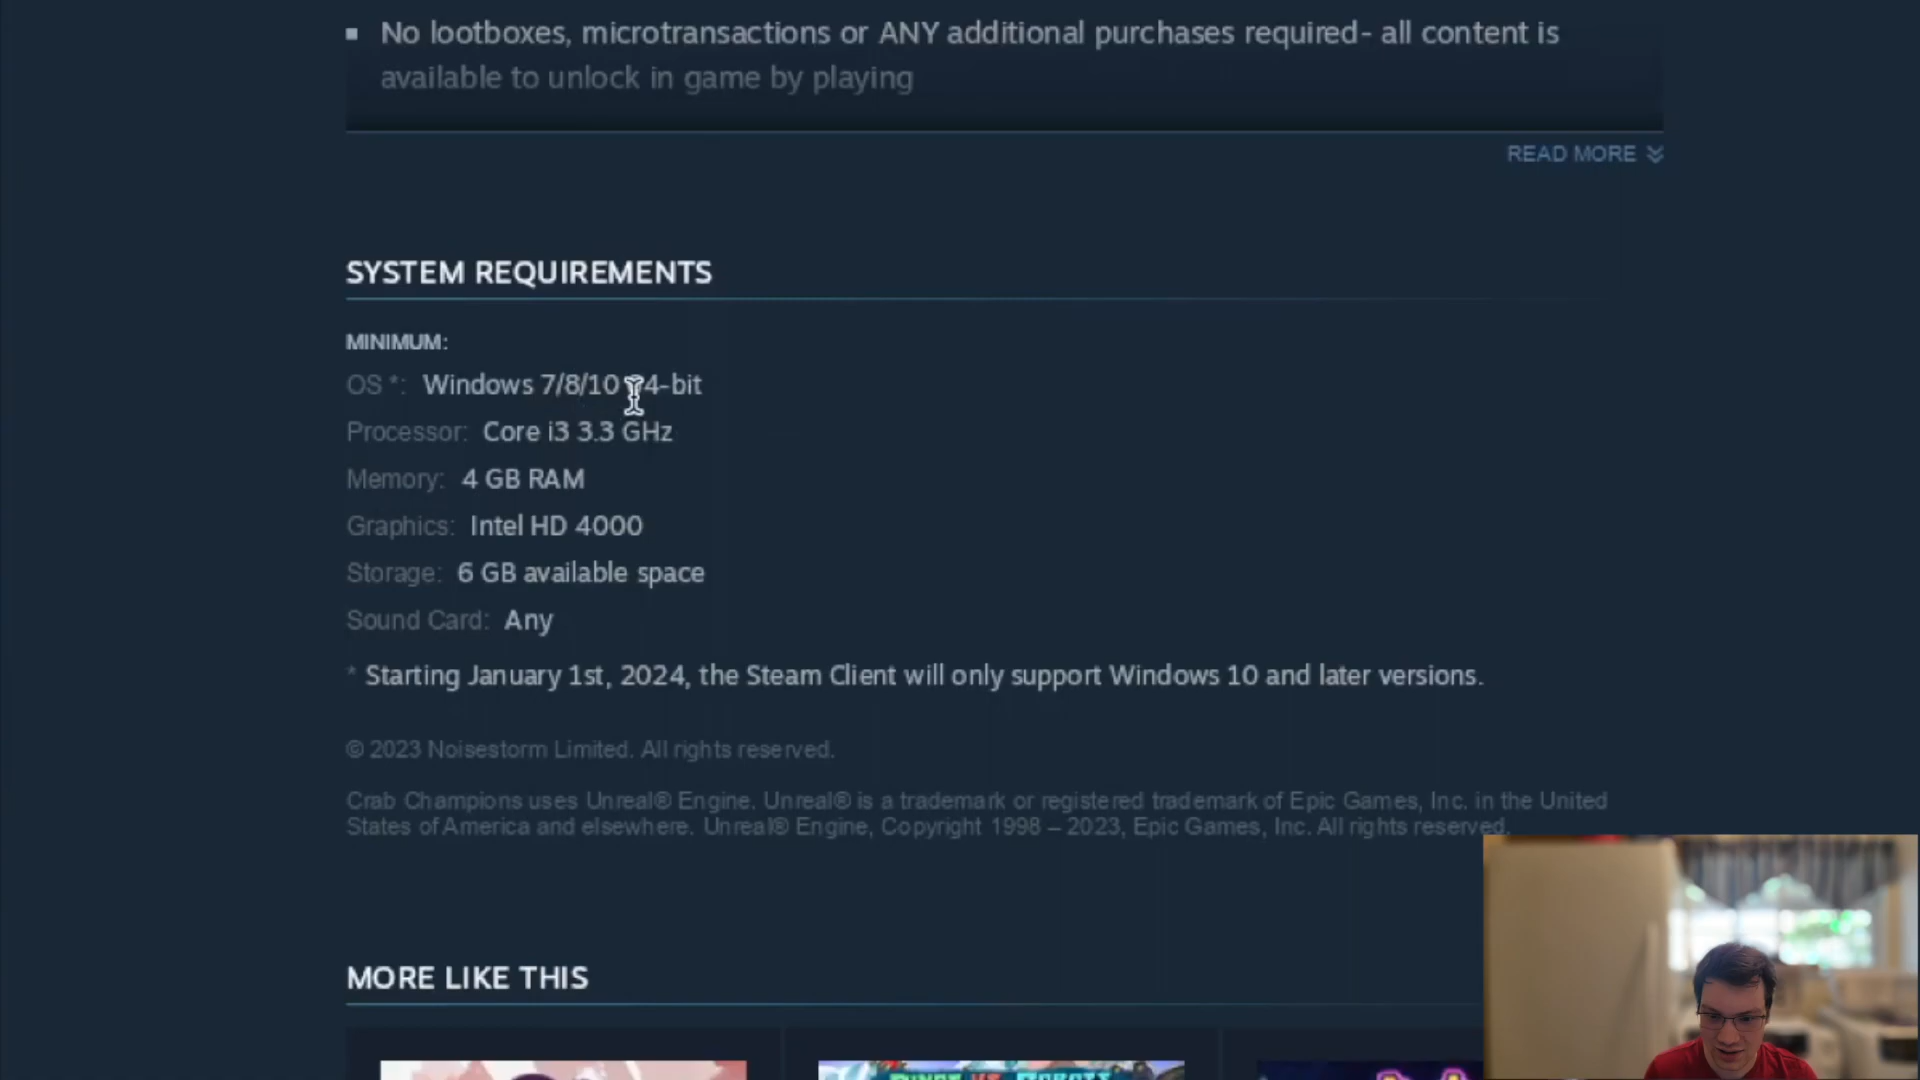 No lootboxes, microtransactions or ANY additional purchases required- all content is
available to unlock in game by playing
READ MORE
SYSTEM REQUIREMENTS
MINIMUM:
OS *: Windows 7/8/10 4-bit
Processor: Core i3 3.3 GHz
Memory: 4 GB RAM
Graphics: Intel HD 4000
Storage: 6 GB available space
Sound Card: Any
* Starting January 1st, 2024, the Steam Client will only support Windows 10 and later versions.
© 2023 Noisestorm Limited. All rights reserved.
Crab Champions uses Unreal® Engine. Unreal® is a trademark or registered trademark of Epic Games, Inc. in the United
States of America and elsewhere. Unreal® Engine, Copyright 1998 – 2023, Epic Games, Inc. All rights reserved.
MORE LIKE THIS